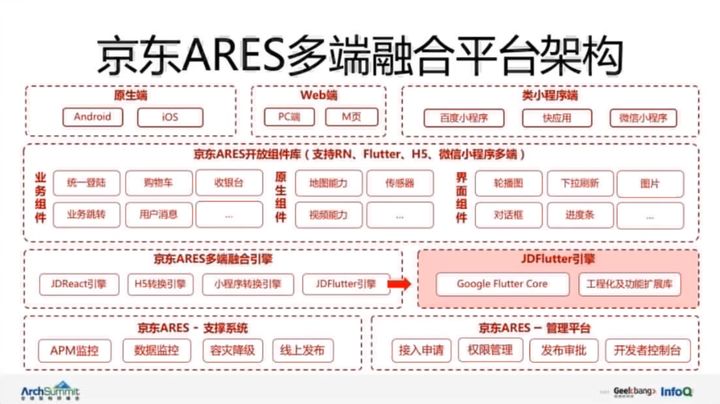 京东ARES多端融合平台架构
原生端
Android
iOS
Web端
PC端
M页
类小程序端
百度小程序
快应用
微信小程序
京东ARES开放组件库（支持RN、Flutter、H5、微信小程序多端）
业务组件
统一登陆
购物车
收银台
业务跳转
用户消息
...
原生组件
地图能力
传感器
视频能力
...
界面组件
轮播图
下拉刷新
图片
对话框
进度条
...
京东ARES多端融合引擎
JDReact引擎
H5转换引擎
小程序转换引擎
JDFlutter引擎
JDFlutter引擎
Google Flutter Core
工程化及功能扩展库
京东ARES - 支撑系统
APM监控
数据监控
容灾降级
线上发布
京东ARES – 管理平台
接入申请
权限管理
发布审批
开发者控制台
ArchSummit
全球架构师峰会
Geekbang>
InfoQ